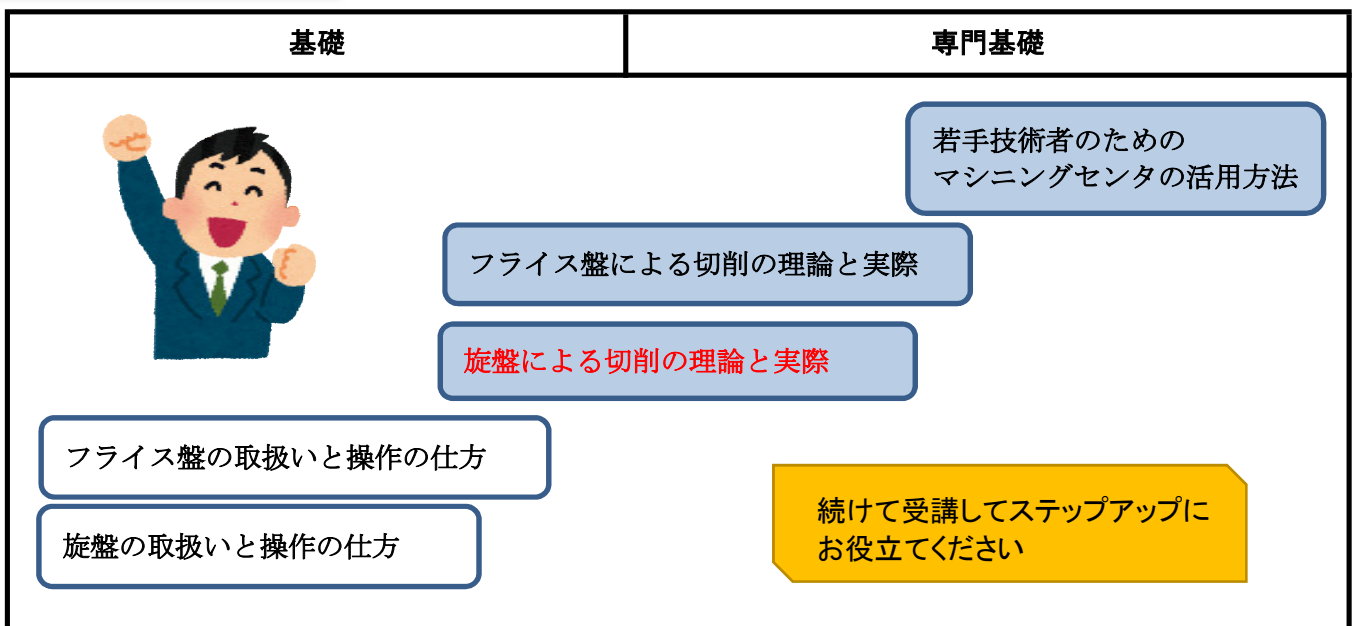 基礎
専門基礎
若手技術者のための
マシニングセンタの活用方法
フライス盤による切削の理論と実際
旋盤による切削の理論と実際
フライス盤の取扱いと操作の仕方
旋盤の取扱いと操作の仕方
続けて受講してステップアップに
お役立てください